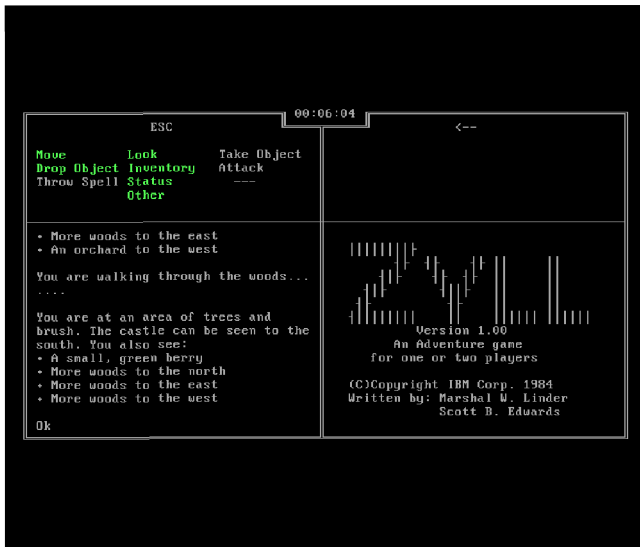 00:06:04
ESC
Move Look Take Object
Drop Object Inventory Attack
Throw Spell Status ---
Other
• More woods to the east
• An orchard to the west
You are walking through the woods...
....
You are at an area of trees and
brush. The castle can be seen to the
south. You also see:
• A small, green berry
• More woods to the north
• More woods to the east
• More woods to the west
Ok
<--
ZYLL
Version 1.00
An Adventure game
for one or two players
(C)Copyright IBM Corp. 1984
Written by: Marshal W. Linder
Scott B. Edwards